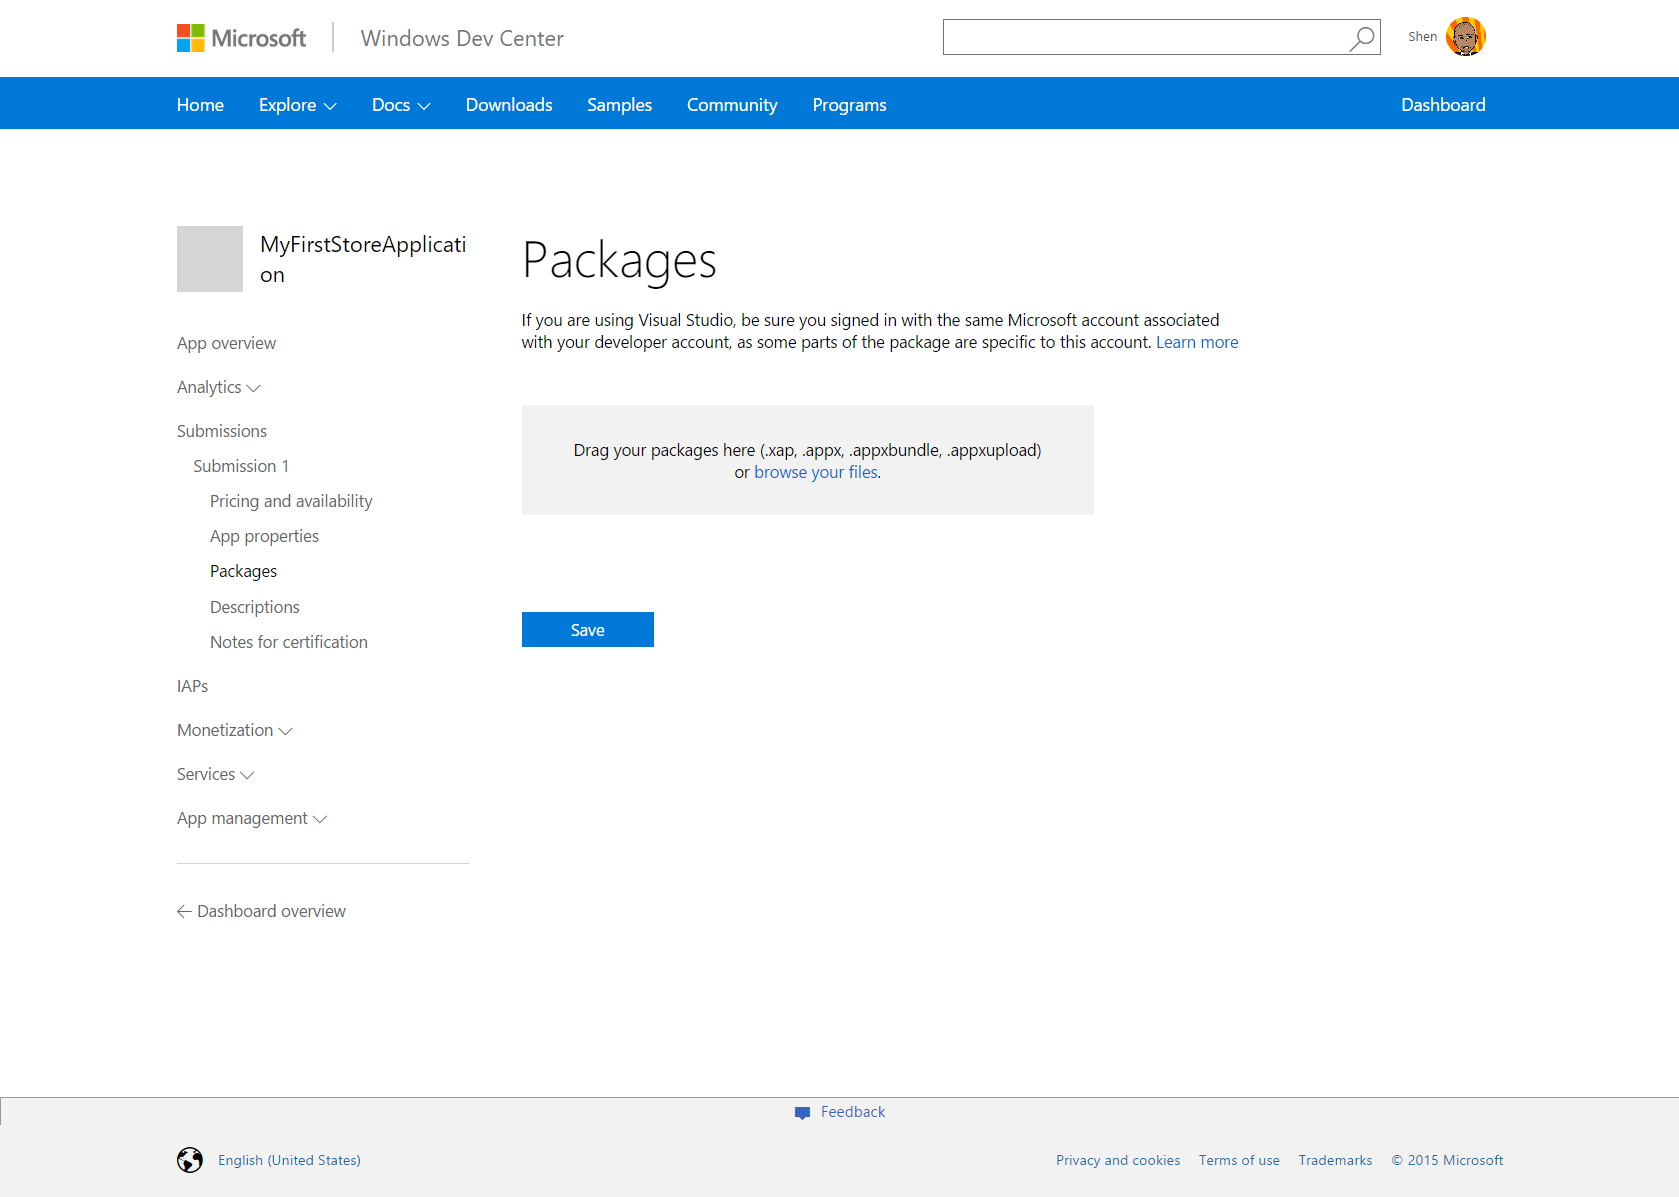 Microsoft
Windows Dev Center
Shen
Home
Explore
Docs
Downloads
Samples
Community
Programs
Dashboard
MyFirstStoreApplicati
on
App overview
Analytics
Submissions
Submission 1
Pricing and availability
App properties
Packages
Descriptions
Notes for certification
IAPs
Monetization
Services
App management
Dashboard overview
Packages
If you are using Visual Studio, be sure you signed in with the same Microsoft account associated
with your developer account, as some parts of the package are specific to this account. Learn more
Drag your packages here (.xap, .appx, .appxbundle, .appxupload)
or browse your files.
Save
Feedback
English (United States)
Privacy and cookies
Terms of use
Trademarks
© 2015 Microsoft